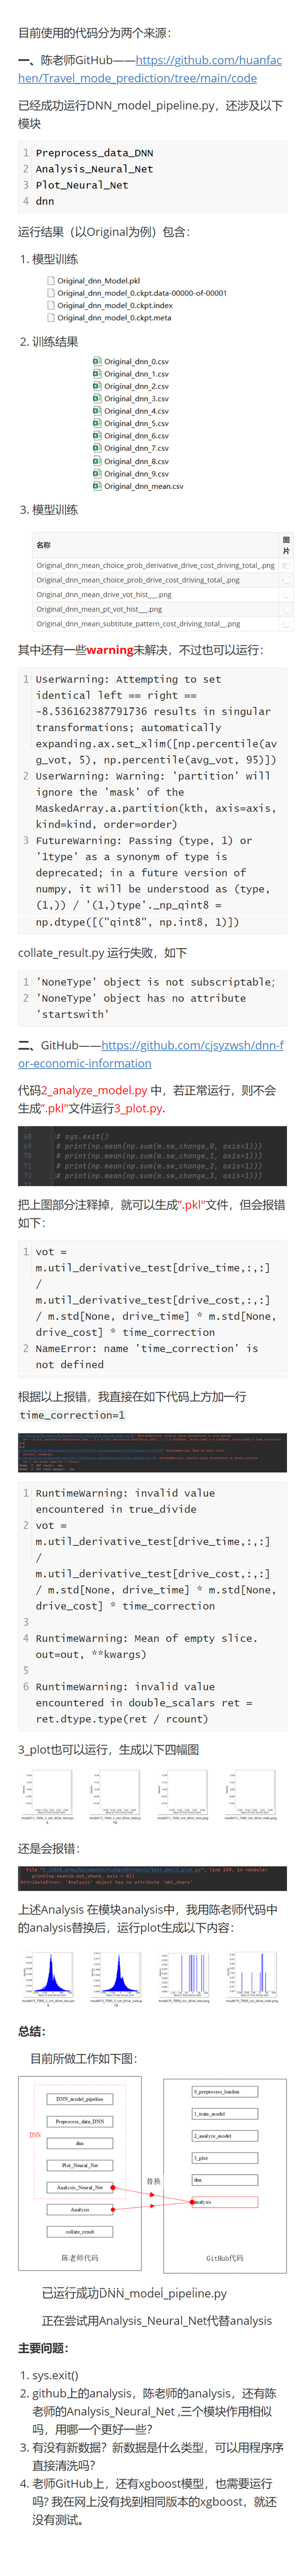 目前使用的代码分为两个来源：
一、陈老师GitHub——https://github.com/huanfac
hen/Travel_mode_prediction/tree/main/code
已经成功运行DNN_model_pipeline.py，还涉及以下
模块
1 Preprocess_data_DNN
2 Analysis_Neural_Net
3 Plot_Neural_Net
4 dnn
运行结果（以Original为例）包含：
1. 模型训练
Original_dnn_Model.pkl
Original_dnn_model_0.ckpt.data-00000-of-00001
Original_dnn_model_0.ckpt.index
Original_dnn_model_0.ckpt.meta
2. 训练结果
Original_dnn_0.csv
Original_dnn_1.csv
Original_dnn_2.csv
Original_dnn_3.csv
Original_dnn_4.csv
Original_dnn_5.csv
Original_dnn_6.csv
Original_dnn_7.csv
Original_dnn_8.csv
Original_dnn_9.csv
Original_dnn_mean.csv
3. 模型训练
名称 图片
Original_dnn_mean_choice_prob_derivative_drive_cost_driving_total_.png
Original_dnn_mean_choice_prob_drive_cost_driving_total_.png
Original_dnn_mean_drive_vot_hist___.png
Original_dnn_mean_pt_vot_hist___.png
Original_dnn_mean_subtitute_pattern_cost_driving_total__.png
其中还有一些warning未解决，不过也可以运行：
1 UserWarning: Attempting to set
identical left == right ==
-8.536162387791736 results in singular
transformations; automatically
expanding.ax.set_xlim([np.percentile(av
g_vot, 5), np.percentile(avg_vot, 95)])
2 UserWarning: Warning: 'partition' will
ignore the 'mask' of the
MaskedArray.a.partition(kth, axis=axis,
kind=kind, order=order)
3 FutureWarning: Passing (type, 1) or
'1type' as a synonym of type is
deprecated; in a future version of
numpy, it will be understood as (type,
(1,)) / '(1,)type'._np_qint8 =
np.dtype([("qint8", np.int8, 1)])
collate_result.py 运行失败，如下
1 'NoneType' object is not subscriptable；
2 'NoneType' object has no attribute
'startswith'
二、GitHub——https://github.com/cjsyzwsh/dnn-f
or-economic-information
代码2_analyze_model.py 中，若正常运行，则不会
生成".pkl"文件运行3_plot.py.
68 # sys.exit()
69 # print(np.mean(np.sum(m.sw_change_0, axis=1)))
70 # print(np.mean(np.sum(m.sw_change_1, axis=1)))
71 # print(np.mean(np.sum(m.sw_change_2, axis=1)))
72 # print(np.mean(np.sum(m.sw_change_3, axis=1)))
把上图部分注释掉，就可以生成".pkl"文件，但会报错
如下：
1 vot =
m.util_derivative_test[drive_time,:,:]
/
m.util_derivative_test[drive_cost,:,:]
/ m.std[None, drive_time] * m.std[None,
drive_cost] * time_correction
2 NameError: name 'time_correction' is
not defined
根据以上报错，我直接在如下代码上方加一行
time_correction=1
1 RuntimeWarning: invalid value
encountered in true_divide
2 vot =
m.util_derivative_test[drive_time,:,:]
/
m.util_derivative_test[drive_cost,:,:]
/ m.std[None, drive_time] * m.std[None,
drive_cost] * time_correction
3
4 RuntimeWarning: Mean of empty slice.
out=out, **kwargs)
5
6 RuntimeWarning: invalid value
encountered in double_scalars ret =
ret.dtype.type(ret / rcount)
3_plot也可以运行，生成以下四幅图
还是会报错：
AttributeError: 'Analysis' object has no attribute 'mkt_share'
上述Analysis 在模块analysis中，我用陈老师代码中
的analysis替换后，运行plot生成以下内容：
总结：
目前所做工作如下图：
DNN_model_pipeline
Preprocess_data_DNN
DNN
dnn
Plot_Neural_Net
Analysis_Neural_Net
Analysis
collate_result
陈老师代码
替换
0_preprocess_london
1_train_model
2_analyze_model
3_plot
dnn
analysis
GitHub代码
已运行成功DNN_model_pipeline.py
正在尝试用Analysis_Neural_Net代替analysis
主要问题：
1. sys.exit()
2. github上的analysis，陈老师的analysis，还有陈
老师的Analysis_Neural_Net ,三个模块作用相似
吗，用哪一个更好一些？
3. 有没有新数据？新数据是什么类型，可以用程序序
直接清洗吗？
4. 老师GitHub上，还有xgboost模型，也需要运行
吗? 我在网上没有找到相同版本的xgboost，就还
没有测试。